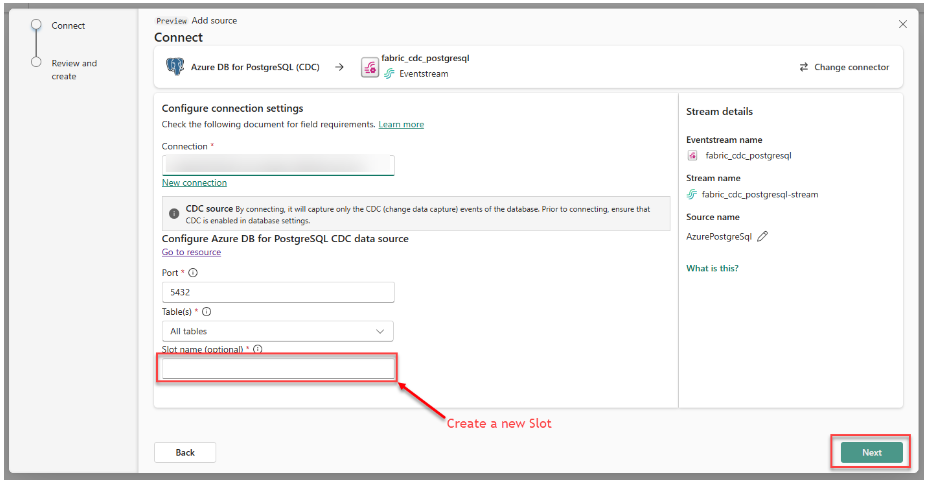 Connect
Review and
create
Preview Add source
Connect
Azure DB for PostgreSQL (CDC)
fabric_cdc_postgresql
Eventstream
Change connector
Configure connection settings
Check the following document for field requirements. Learn more
Connection *
New connection
CDC source By connecting, it will capture only the CDC (change data capture) events of the database. Prior to connecting, ensure that
CDC is enabled in database settings.
Configure Azure DB for PostgreSQL CDC data source
Go to resource
Port *
5432
Table(s) *
All tables
Slot name (optional) *
Create a new Slot
Stream details
Eventstream name
fabric_cdc_postgresql
Stream name
fabric_cdc_postgresql-stream
Source name
AzurePostgreSql
What is this?
Back
Next